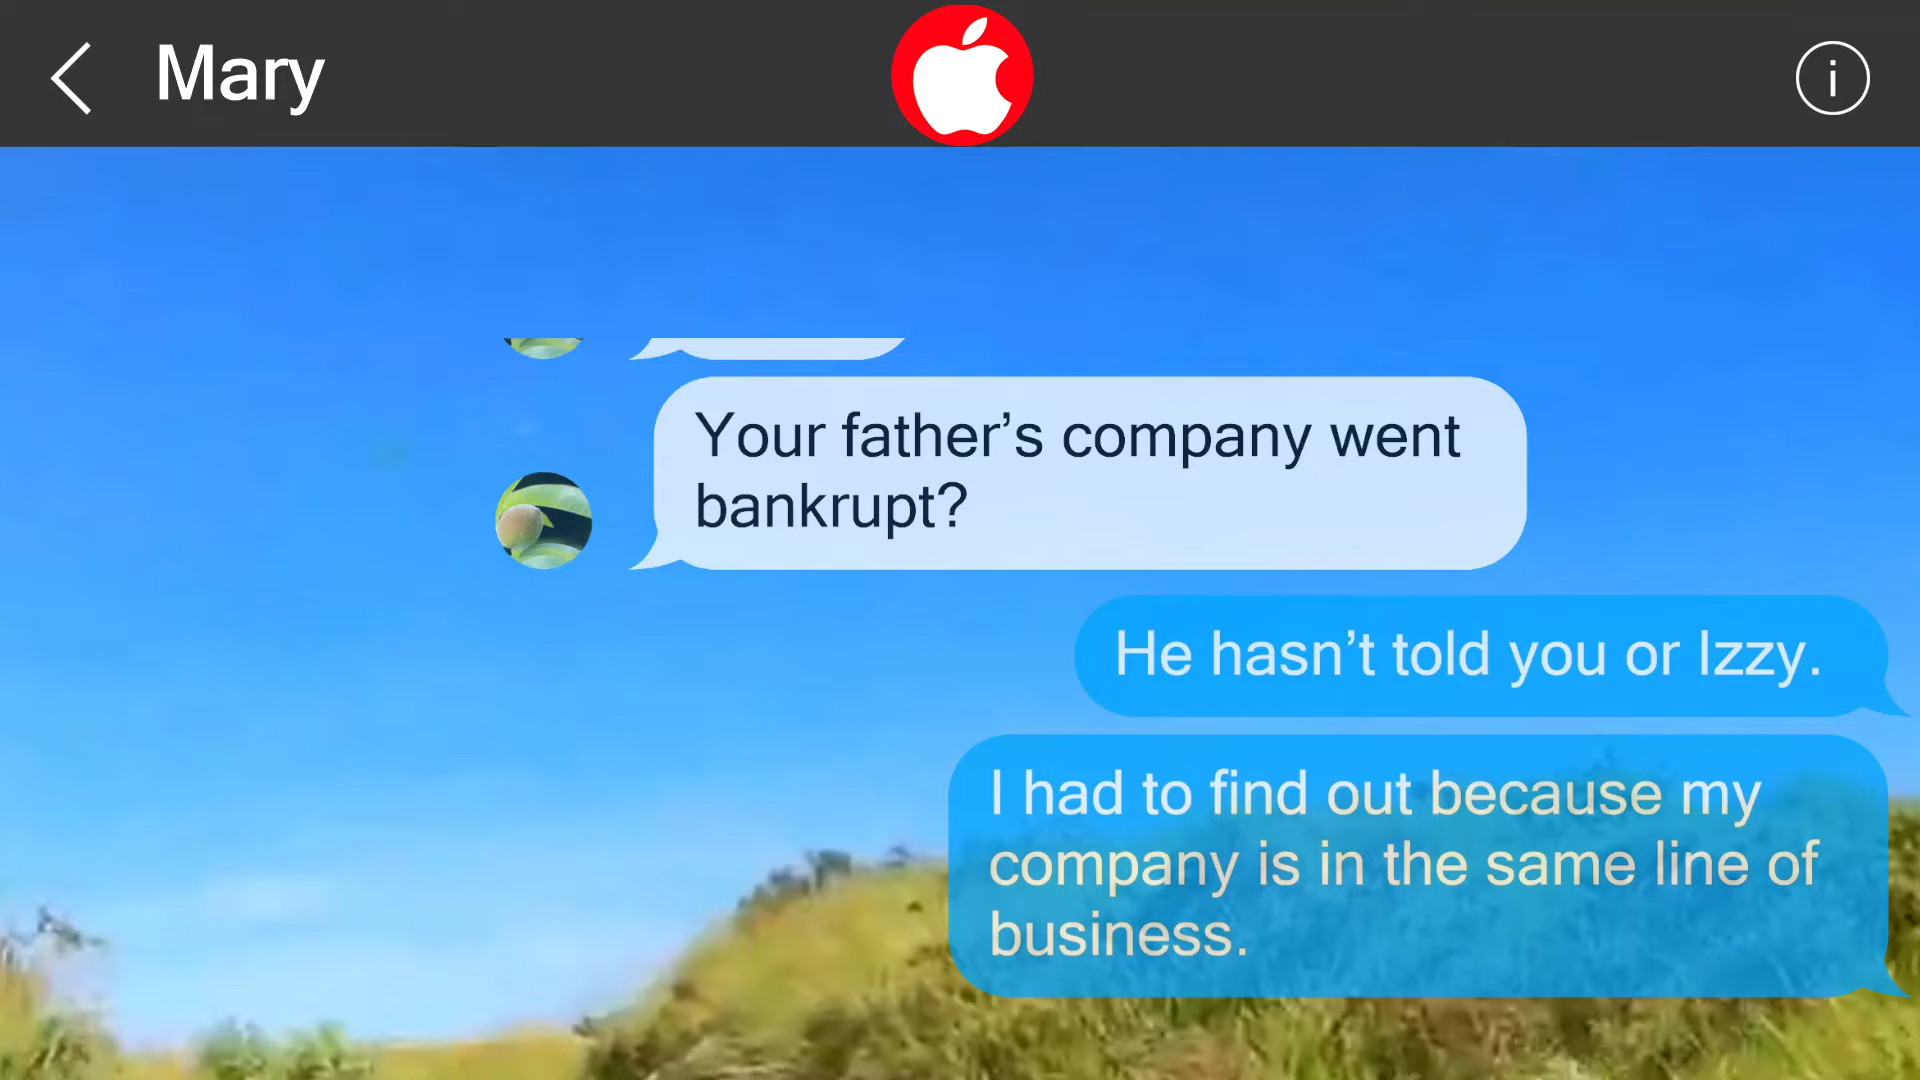 Mary
Your father’s company went
bankrupt?
He hasn’t told you or Izzy.
I had to find out because my
company is in the same line of
business.